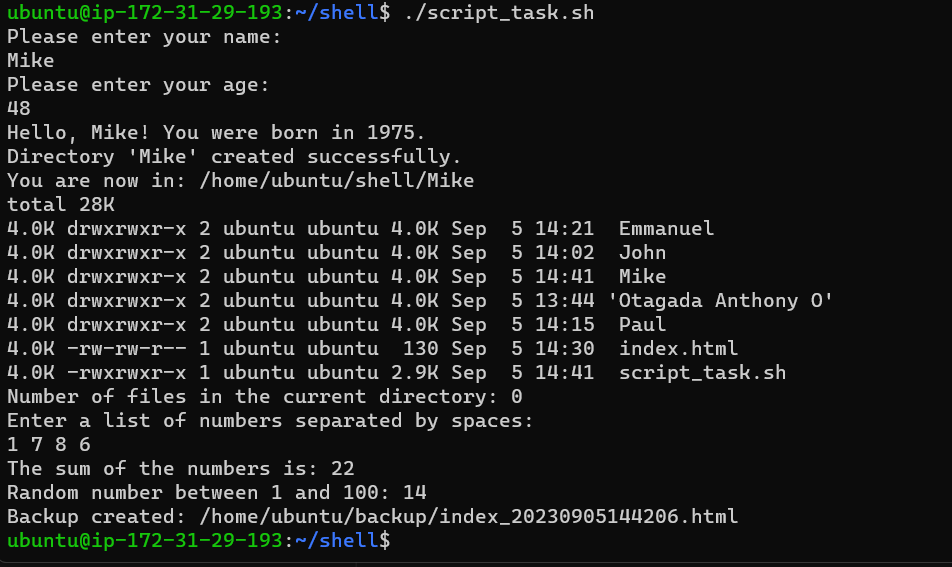 ubuntu@ip-172-31-29-193:~/shell$ ./script_task.sh
Please enter your name:
Mike
Please enter your age:
48
Hello, Mike! You were born in 1975.
Directory 'Mike' created successfully.
You are now in: /home/ubuntu/shell/Mike
total 28K
4.0K drwxrwxr-x 2 ubuntu ubuntu 4.0K Sep  5 14:21  Emmanuel
4.0K drwxrwxr-x 2 ubuntu ubuntu 4.0K Sep  5 14:02  John
4.0K drwxrwxr-x 2 ubuntu ubuntu 4.0K Sep  5 14:41  Mike
4.0K drwxrwxr-x 2 ubuntu ubuntu 4.0K Sep  5 13:44 'Otagada Anthony O'
4.0K drwxrwxr-x 2 ubuntu ubuntu 4.0K Sep  5 14:15  Paul
4.0K -rw-rw-r-- 1 ubuntu ubuntu  130 Sep  5 14:30  index.html
4.0K -rwxrwxr-x 1 ubuntu ubuntu 2.9K Sep  5 14:41  script_task.sh
Number of files in the current directory: 0
Enter a list of numbers separated by spaces:
1 7 8 6
The sum of the numbers is: 22
Random number between 1 and 100: 14
Backup created: /home/ubuntu/backup/index_20230905144206.html
ubuntu@ip-172-31-29-193:~/shell$